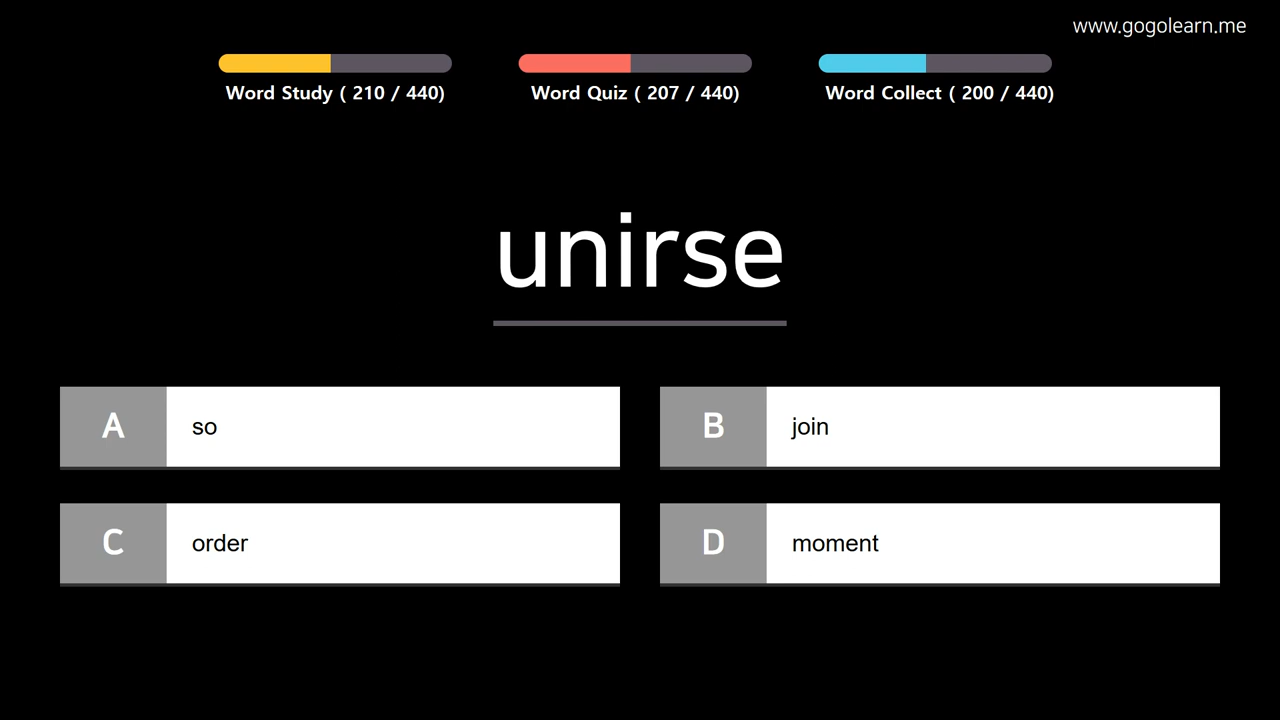 www.gogolearn.me
Word Study ( 210 / 440)
Word Quiz ( 207 / 440)
Word Collect ( 200 / 440)
unirse
A so
B join
C order
D moment